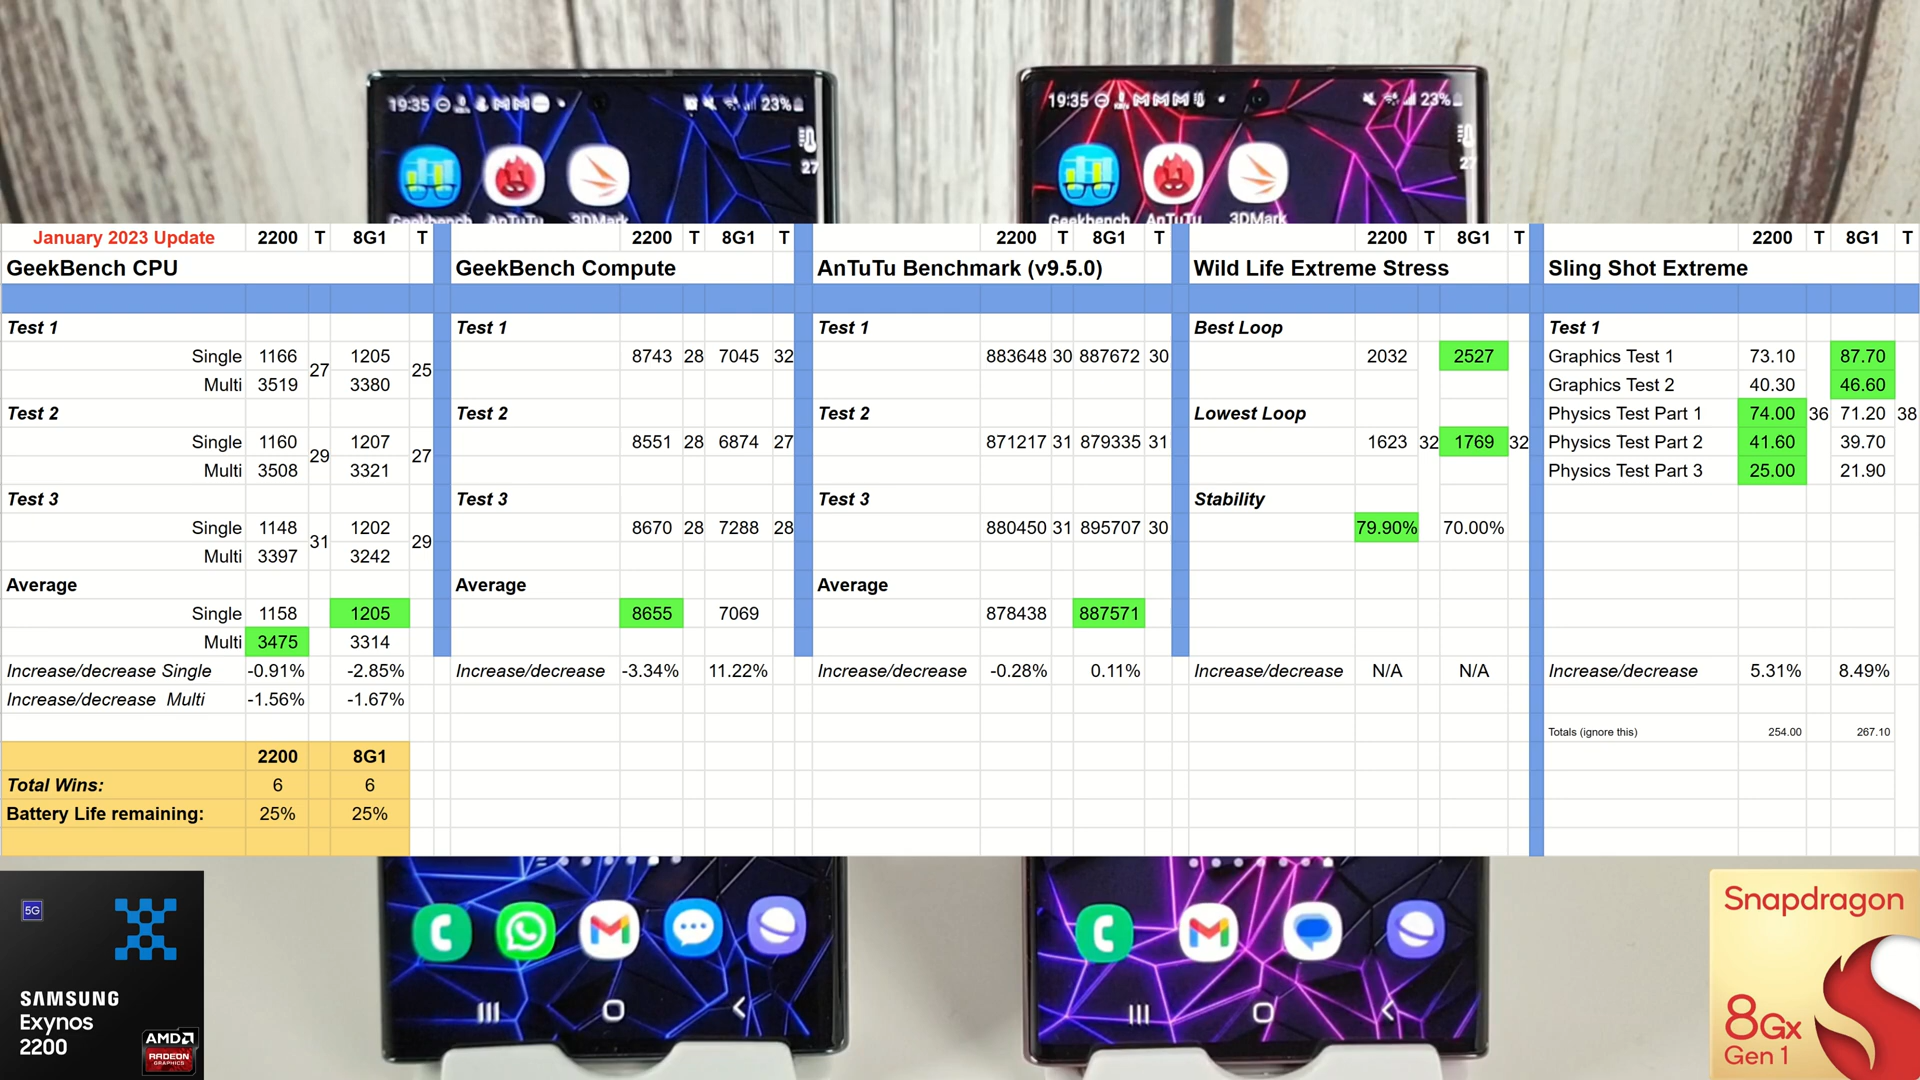 19:35 23%
19:35 23%
27
27
Geekbench AnTuTu 3DMark
Geekbench AnTuTu 3DMark
January 2023 Update 2200 T 8G1 T 2200 T 8G1 T 2200 T 8G1 T 2200 T 8G1 T 2200 T 8G1 T
GeekBench CPU GeekBench Compute AnTuTu Benchmark (v9.5.0) Wild Life Extreme Stress Sling Shot Extreme
Test 1 Test 1 Test 1 Best Loop Test 1
Single 1166 27 1205 25 8743 28 7045 32 883648 30 887672 30 2032 2527 Graphics Test 1 73.10 87.70
Multi 3519 3380 Graphics Test 2 40.30 46.60
Test 2 Test 2 Test 2 Lowest Loop Physics Test Part 1 74.00 36 71.20 38
Single 1160 29 1207 27 8551 28 6874 27 871217 31 879335 31 1623 32 1769 32 Physics Test Part 2 41.60 39.70
Multi 3508 3321 Physics Test Part 3 25.00 21.90
Test 3 Test 3 Test 3 Stability
Single 1148 31 1202 29 8670 28 7288 28 880450 31 895707 30 79.90% 70.00%
Multi 3397 3242
Average Average Average
Single 1158 1205 8655 7069 878438 887571
Multi 3475 3314
Increase/decrease Single -0.91% -2.85% Increase/decrease -3.34% 11.22% Increase/decrease -0.28% 0.11% Increase/decrease N/A N/A Increase/decrease 5.31% 8.49%
Increase/decrease Multi -1.56% -1.67%
Totals (ignore this) 254.00 267.10
2200 8G1
Total Wins: 6 6
Battery Life remaining: 25% 25%
5G
SAMSUNG
Exynos
2200
AMD
RADEON
GRAPHICS
Snapdragon
8Gx
Gen 1